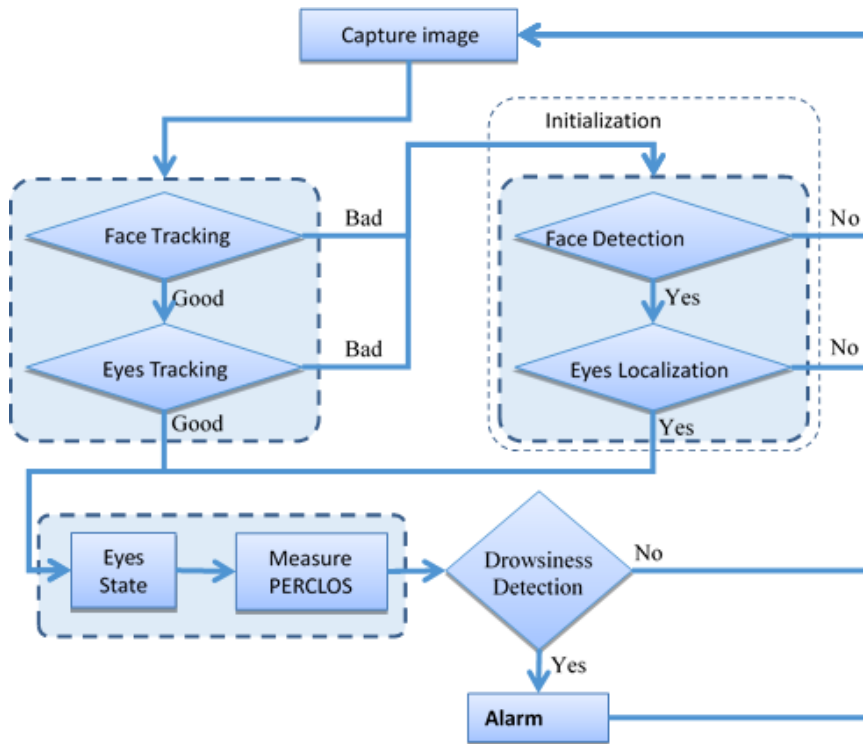 Capture image
Initialization
Face Tracking
Bad
Face Detection
No
Good
Yes
Eyes Tracking
Bad
Eyes Localization
No
Good
Yes
Eyes
State
Measure
PERCLOS
Drowsiness
Detection
No
Yes
Alarm